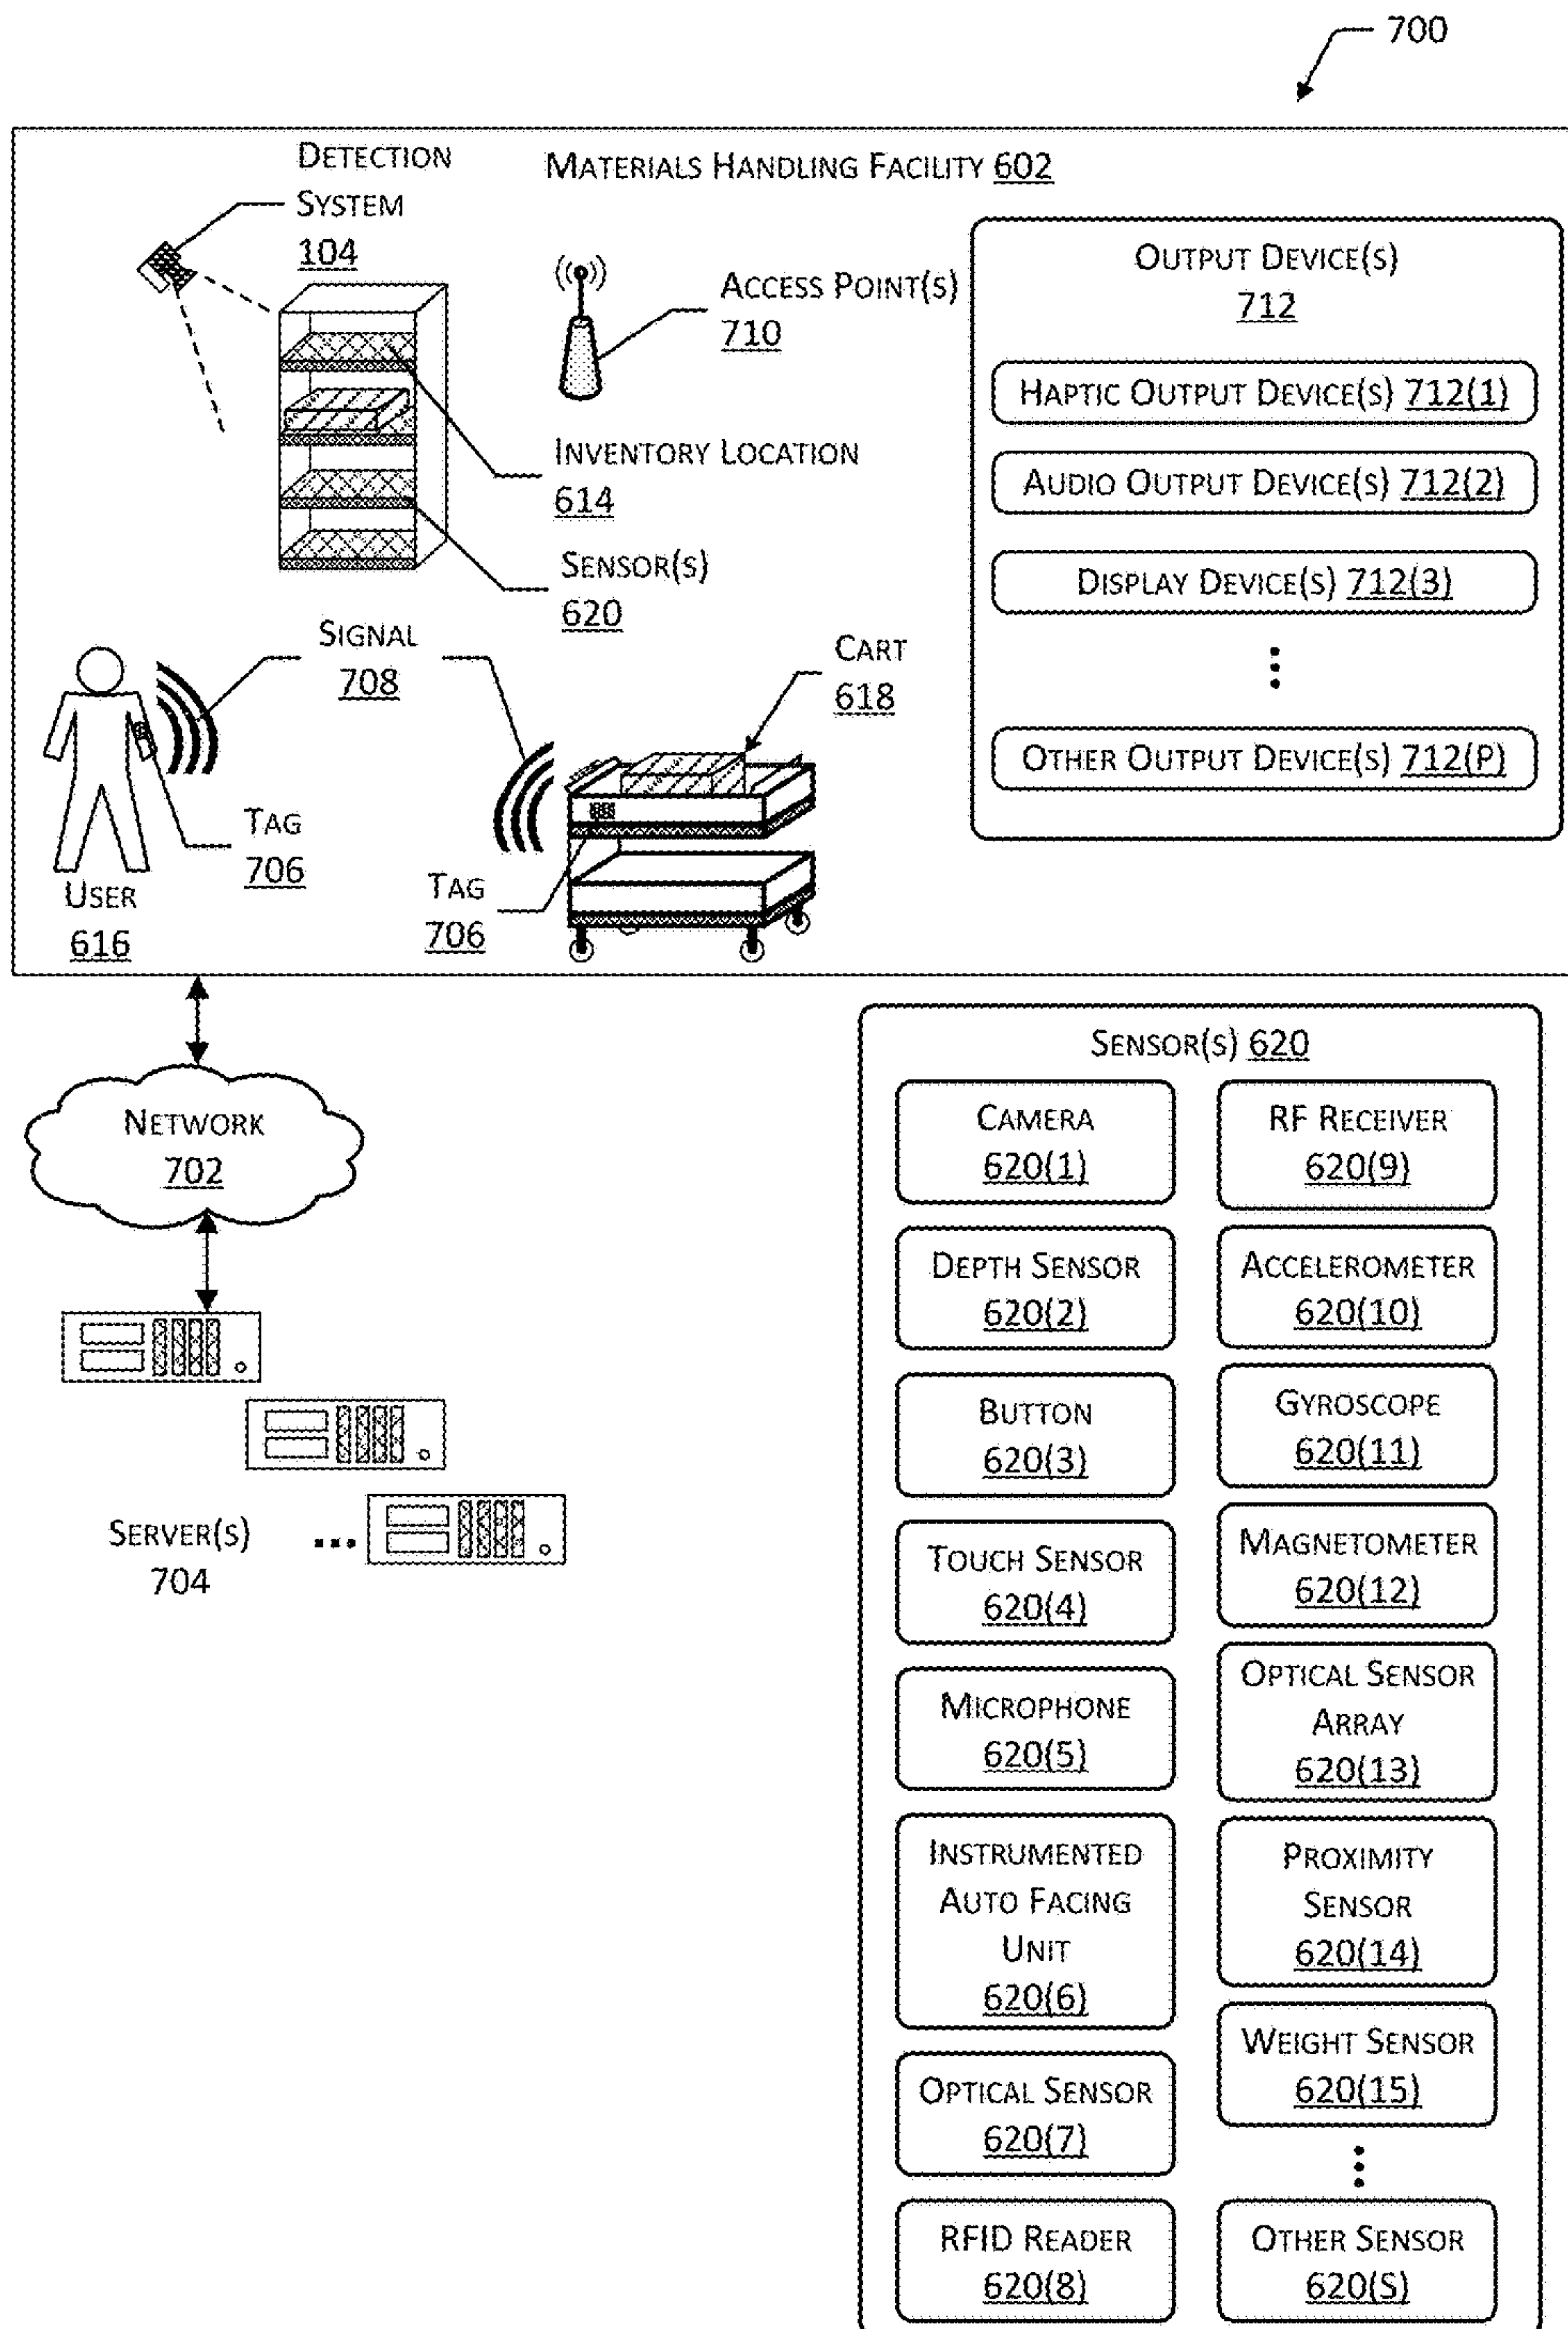 700
DETECTION
SYSTEM
104
MATERIALS HANDLING FACILITY 602
ACCESS POINT(S)
710
INVENTORY LOCATION
614
SENSOR(S)
620
SIGNAL
708
CART
618
TAG
706
USER
616
TAG
706
OUTPUT DEVICE(S)
712
HAPTIC OUTPUT DEVICE(S) 712(1)
AUDIO OUTPUT DEVICE(S) 712(2)
DISPLAY DEVICE(S) 712(3)
OTHER OUTPUT DEVICE(S) 712(P)
NETWORK
702
SERVER(S)
704
SENSOR(S) 620
CAMERA
620(1)
DEPTH SENSOR
620(2)
BUTTON
620(3)
TOUCH SENSOR
620(4)
MICROPHONE
620(5)
INSTRUMENTED
AUTO FACING
UNIT
620(6)
OPTICAL SENSOR
620(7)
RFID READER
620(8)
RF RECEIVER
620(9)
ACCELEROMETER
620(10)
GYROSCOPE
620(11)
MAGNETOMETER
620(12)
OPTICAL SENSOR
ARRAY
620(13)
PROXIMITY
SENSOR
620(14)
WEIGHT SENSOR
620(15)
OTHER SENSOR
620(S)